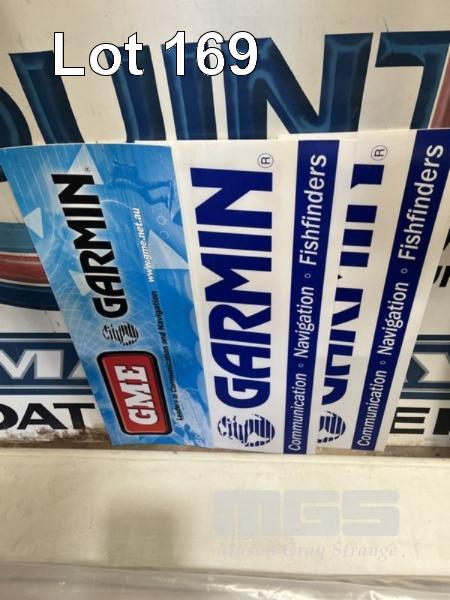 Lot 169
QUINT
GME
GARMIN
®
www.gme.net.au
Leaders in Communication and Navigation
GARMIN
®
Communication ◦ Navigation ◦ Fishfinders
®
Communication ◦ Navigation ◦ Fishfinders
MGS
Mason Gray Strange